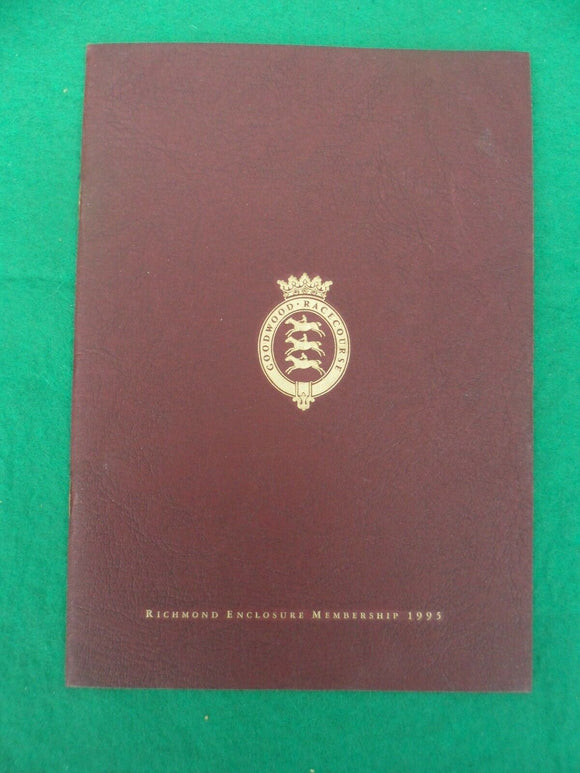 GOODWOOD · RACECOURSE
RICHMOND ENCLOSURE MEMBERSHIP 1995